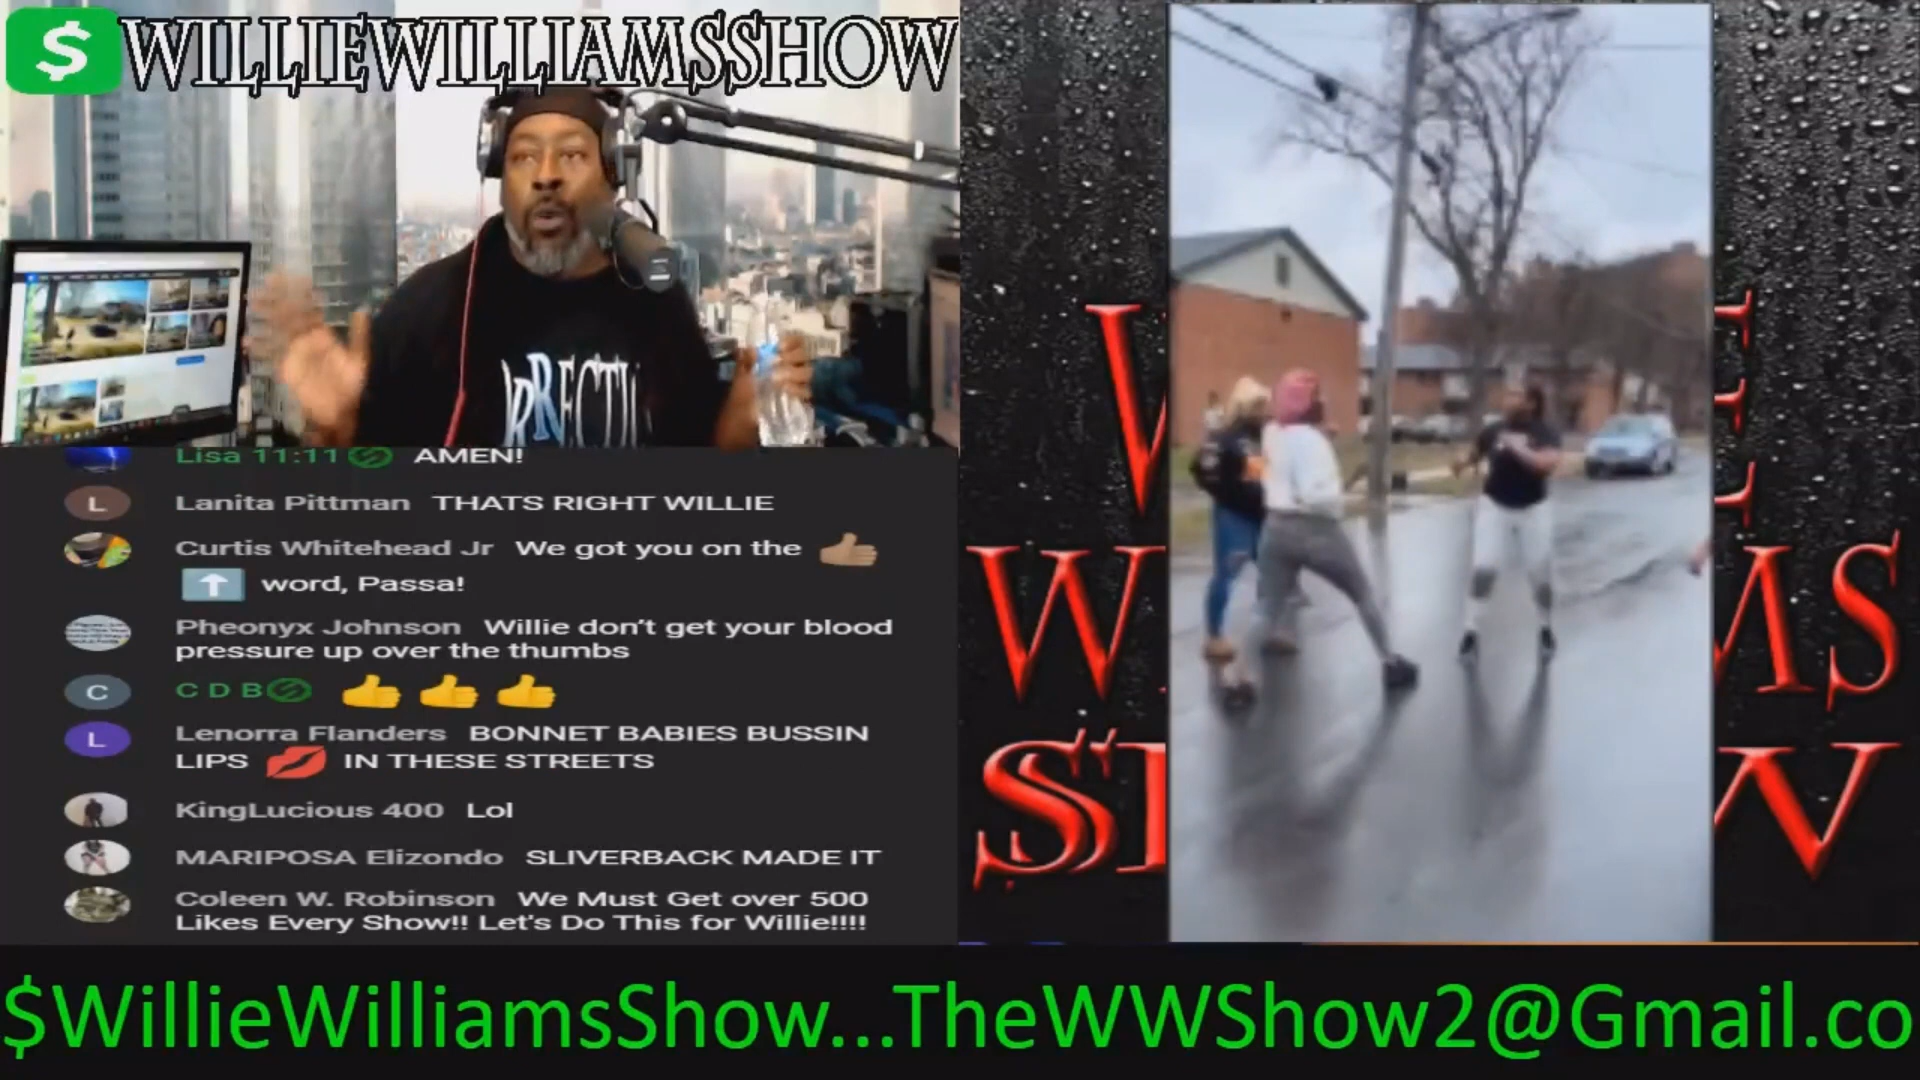 $
WILLIEWILLIAMSSHOW
Lisa 11:11 AMEN!
L
Lanita Pittman THATS RIGHT WILLIE
Curtis Whitehead Jr We got you on the
word, Passa!
Pheonyx Johnson Willie don't get your blood
pressure up over the thumbs
C
C D B
L
Lenorra Flanders BONNET BABIES BUSSIN
LIPS IN THESE STREETS
KingLucious 400 Lol
MARIPOSA Elizondo SLIVERBACK MADE IT
Coleen W. Robinson We Must Get over 500
Likes Every Show!! Let's Do This for Willie!!!!
$WillieWilliamsShow...TheWWShow2@Gmail.co